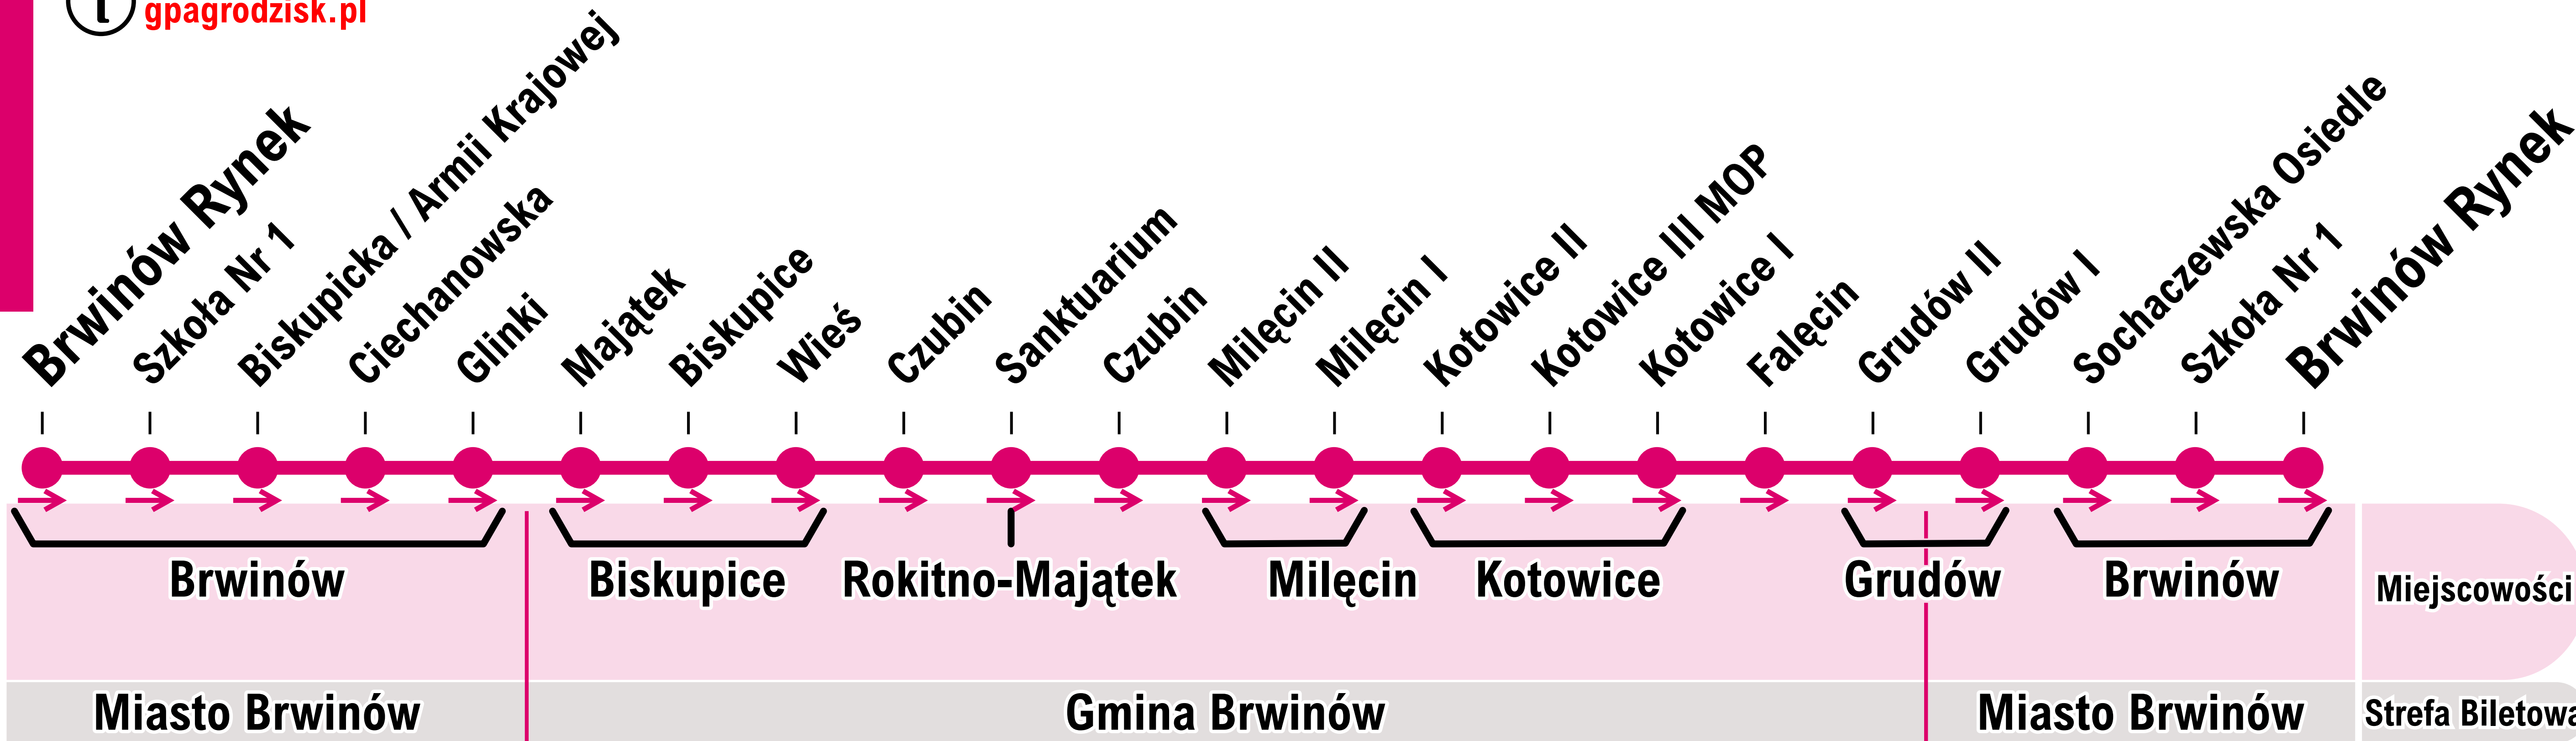 gpagrodzisk.pl
Brwinów Rynek
Szkoła Nr 1
Biskupicka / Armii Krajowej
Ciechanowska
Glinki
Majątek
Biskupice
Wieś
Czubin
Sanktuarium
Czubin
Milęcin II
Milęcin I
Kotowice II
Kotowice III MOP
Kotowice I
Falęcin
Grudów II
Grudów I
Sochaczewska Osiedle
Szkoła Nr 1
Brwinów Rynek
Brwinów
Biskupice
Rokitno-Majątek
Milęcin
Kotowice
Grudów
Brwinów
Miejscowości
Miasto Brwinów
Gmina Brwinów
Miasto Brwinów
Strefa Biletowa